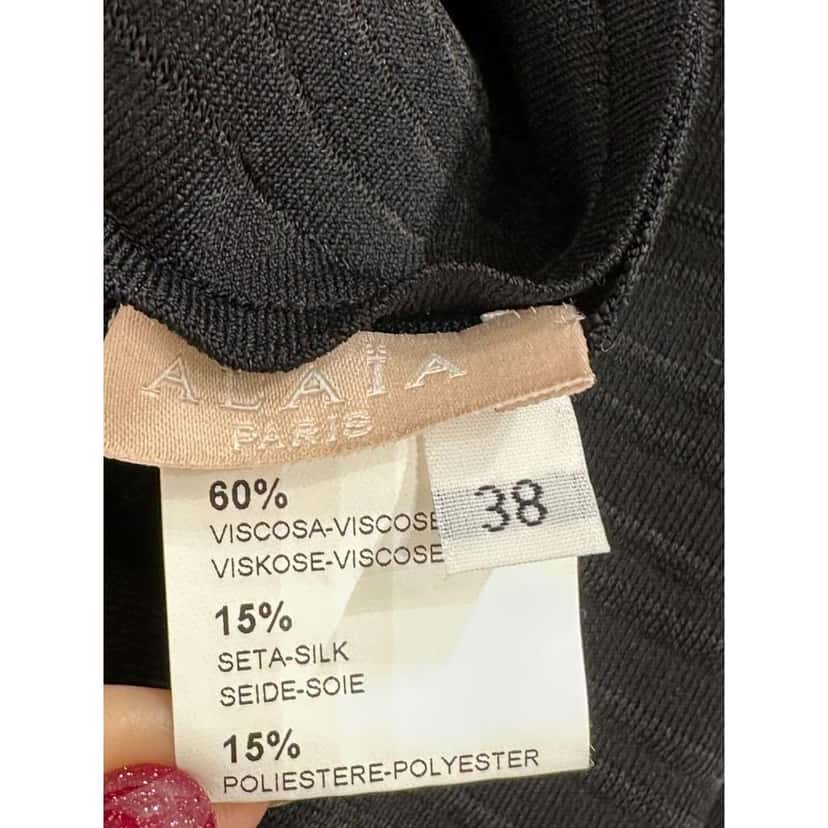 ALAÏA
PARIS
38
60%
VISCOSA-VISCOSE
VISKOSE-VISCOSE
15%
SETA-SILK
SEIDE-SOIE
15%
POLIESTERE-POLYESTER